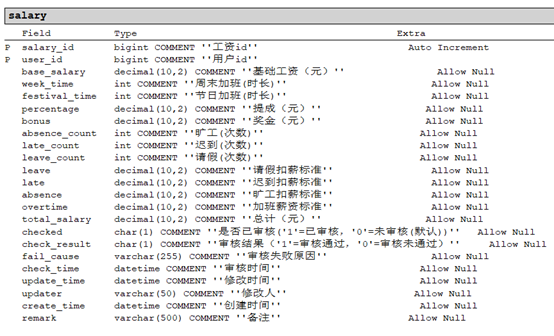 salary
Field Type Extra
P salary_id bigint COMMENT ''工资id'' Auto Increment
P user_id bigint COMMENT ''用户id''
base_salary decimal(10,2) COMMENT ''基础工资（元）'' Allow Null
week_time int COMMENT ''周末加班(时长)'' Allow Null
festival_time int COMMENT ''节日加班(时长)'' Allow Null
percentage decimal(10,2) COMMENT ''提成（元）'' Allow Null
bonus decimal(10,2) COMMENT ''奖金（元）'' Allow Null
absence_count int COMMENT ''旷工(次数)'' Allow Null
late_count int COMMENT ''迟到(次数)'' Allow Null
leave_count int COMMENT ''请假(次数)'' Allow Null
leave decimal(10,2) COMMENT ''请假扣薪标准'' Allow Null
late decimal(10,2) COMMENT ''迟到扣薪标准'' Allow Null
absence decimal(10,2) COMMENT ''旷工扣薪标准'' Allow Null
overtime decimal(10,2) COMMENT ''加班薪资标准'' Allow Null
total_salary decimal(10,2) COMMENT ''总计（元）'' Allow Null
checked char(1) COMMENT ''是否已审核('1'=已审核，'0'=未审核(默认))'' Allow Null
check_result char(1) COMMENT ''审核结果（'1'=审核通过，'0'=审核未通过）'' Allow Null
fail_cause varchar(255) COMMENT ''审核失败原因'' Allow Null
check_time datetime COMMENT ''审核时间'' Allow Null
update_time datetime COMMENT ''修改时间'' Allow Null
updater varchar(50) COMMENT ''修改人'' Allow Null
create_time datetime COMMENT ''创建时间'' Allow Null
remark varchar(500) COMMENT ''备注'' Allow Null